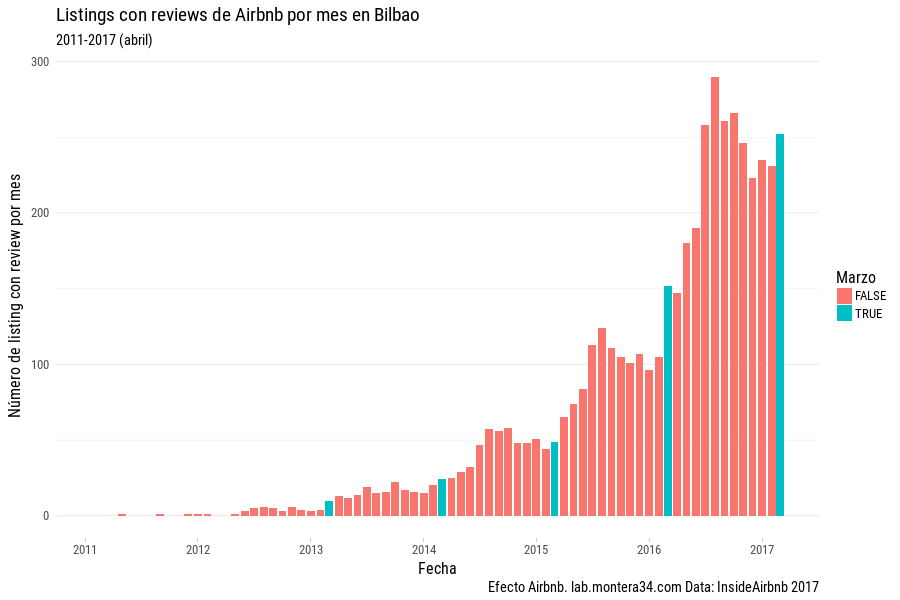 Listings con reviews de Airbnb por mes en Bilbao
2011-2017 (abril)
Número de listing con review por mes
300
200
100
0
2011 2012 2013 2014 2015 2016 2017
Fecha
Marzo
FALSE
TRUE
Efecto Airbnb. lab.montera34.com Data: InsideAirbnb 2017